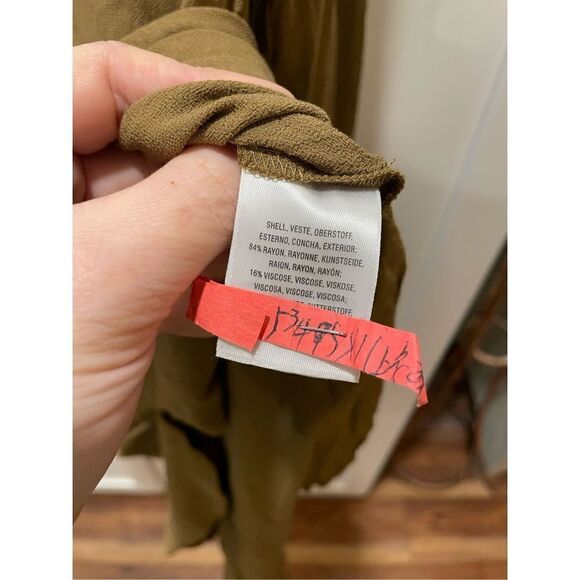 SHELL, VESTE, OBERSTOFF,
ESTERNO, CONCHA, EXTERIOR:
84% RAYON, RAYONNE, KUNSTSEIDE,
RAION, RAYON, RAYÓN;
16% VISCOSE, VISCOSE, VISKOSE,
VISCOSA, VISCOSE, VISCOSA;
FUTTERSTOFF